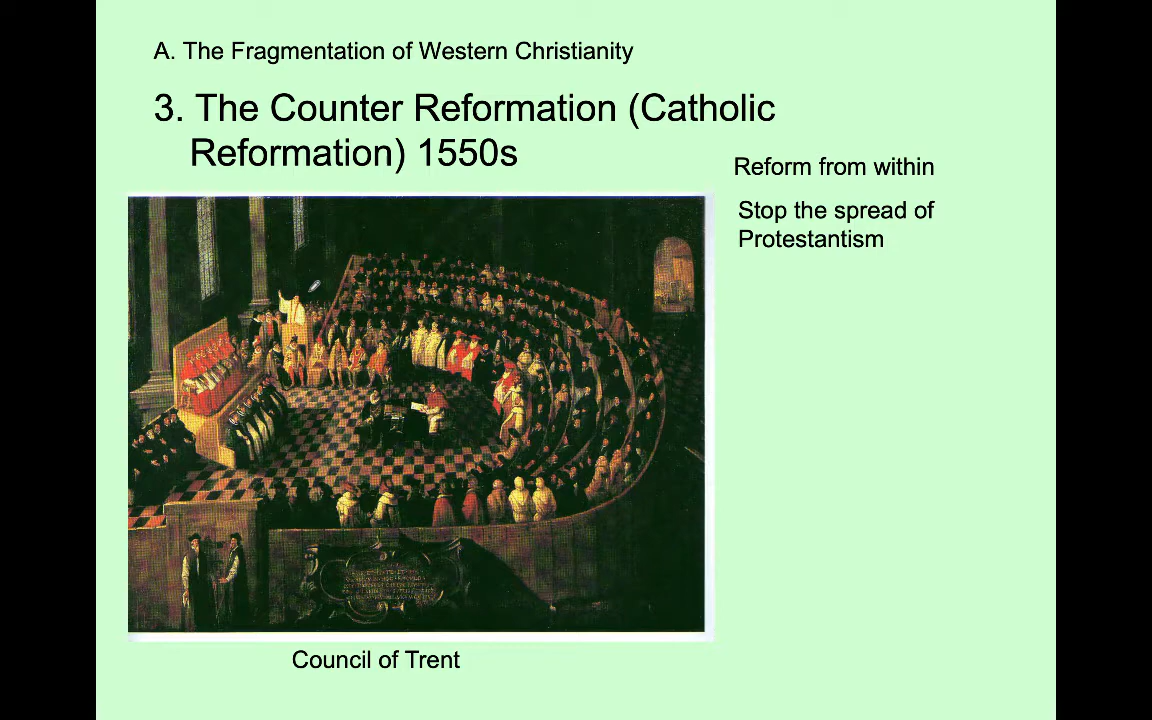 A. The Fragmentation of Western Christianity
3. The Counter Reformation (Catholic
Reformation) 1550s
Reform from within
Stop the spread of
Protestantism
Council of Trent